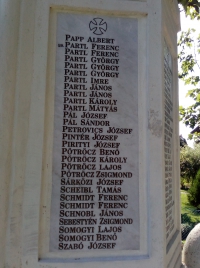 PAPP ALBERT
PARTL FERENC
PARTL FERENC
PARTL GYÖRGY
PARTL GYÖRGY
PARTL GYÖRGY
PARTL IMRE
PARTL JÁNOS
PARTL JÁNOS
PARTL KÁROLY
PARTL MÁTYÁS
PÁL JÓZSEF
PÁL SÁNDOR
PETROVICS JÓZSEF
PINTÉR JÓZSEF
PIRITYI JÓZSEF
PÖTRÖCZ BENŐ
PÖTRÖCZ KÁROLY
PÖTRÖCZ LAJOS
PÖTRÖCZ ZSIGMOND
SÁRKÖZI JÓZSEF
SCHEIBL TAMÁS
SCHMIDT FERENC
SCHMIDT FERENC
SCHNOBL JÁNOS
SEBESTYÉN ZSIGMOND
SOMOGYI LAJOS
SOMOGYI BENŐ
SZABÓ JÓZSEF